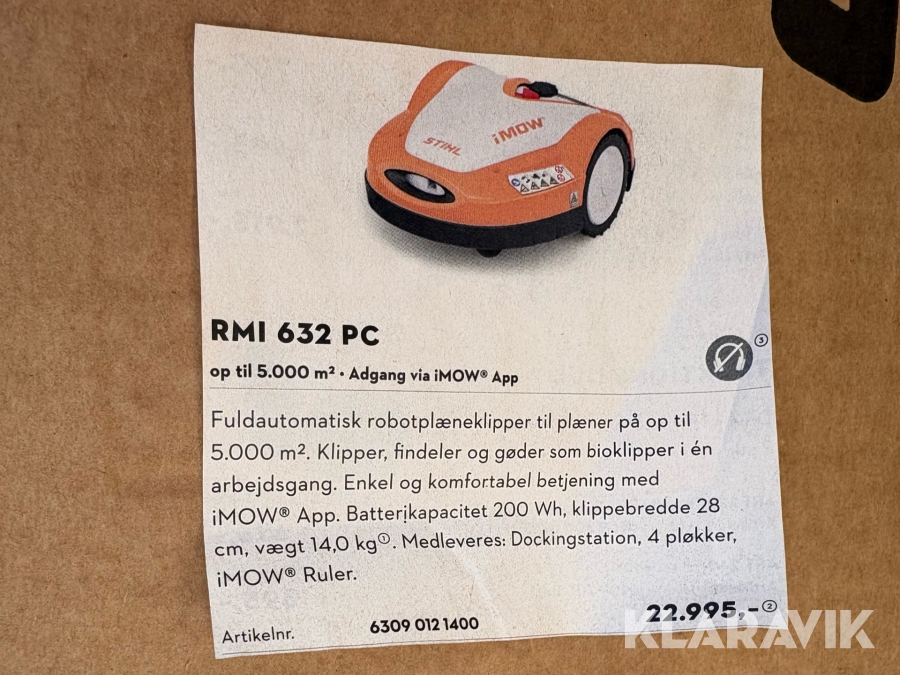 STIHL
iMOW®
RMI 632 PC
③
op til 5.000 m² • Adgang via iMOW® App
Fuldautomatisk robotplæneklipper til plæner på op til
5.000 m². Klipper, findeler og gøder som bioklipper i én
arbejdsgang. Enkel og komfortabel betjening med
iMOW® App. Batterikapacitet 200 Wh, klippebredde 28
cm, vægt 14,0 kg①. Medleveres: Dockingstation, 4 pløkker,
iMOW® Ruler.
22.995,-②
Artikelnr. 6309 012 1400
KLARAVIK